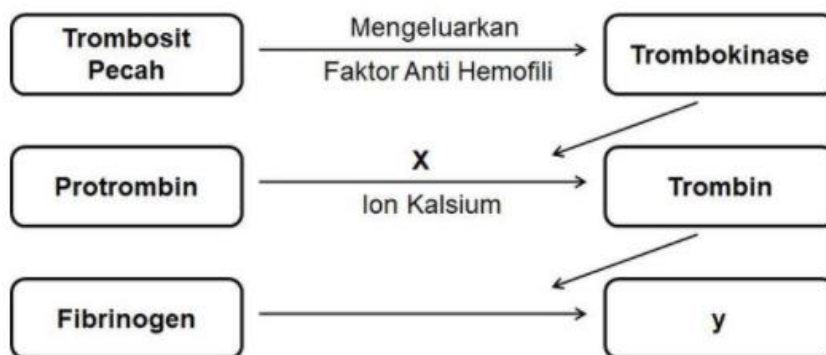 Trombosit
Pecah
Mengeluarkan
Faktor Anti Hemofili
Trombokinase
Protrombin
X
Ion Kalsium
Trombin
Fibrinogen
y